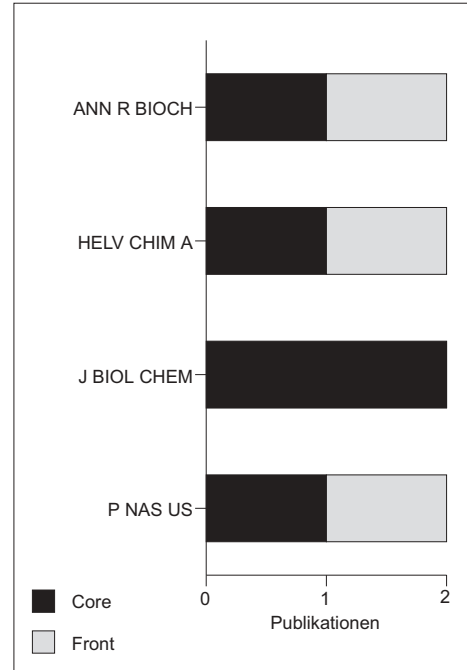 ANN R BIOCH
HELV CHIM A
J BIOL CHEM
P NAS US
0 1 2
Publikationen
Core
Front